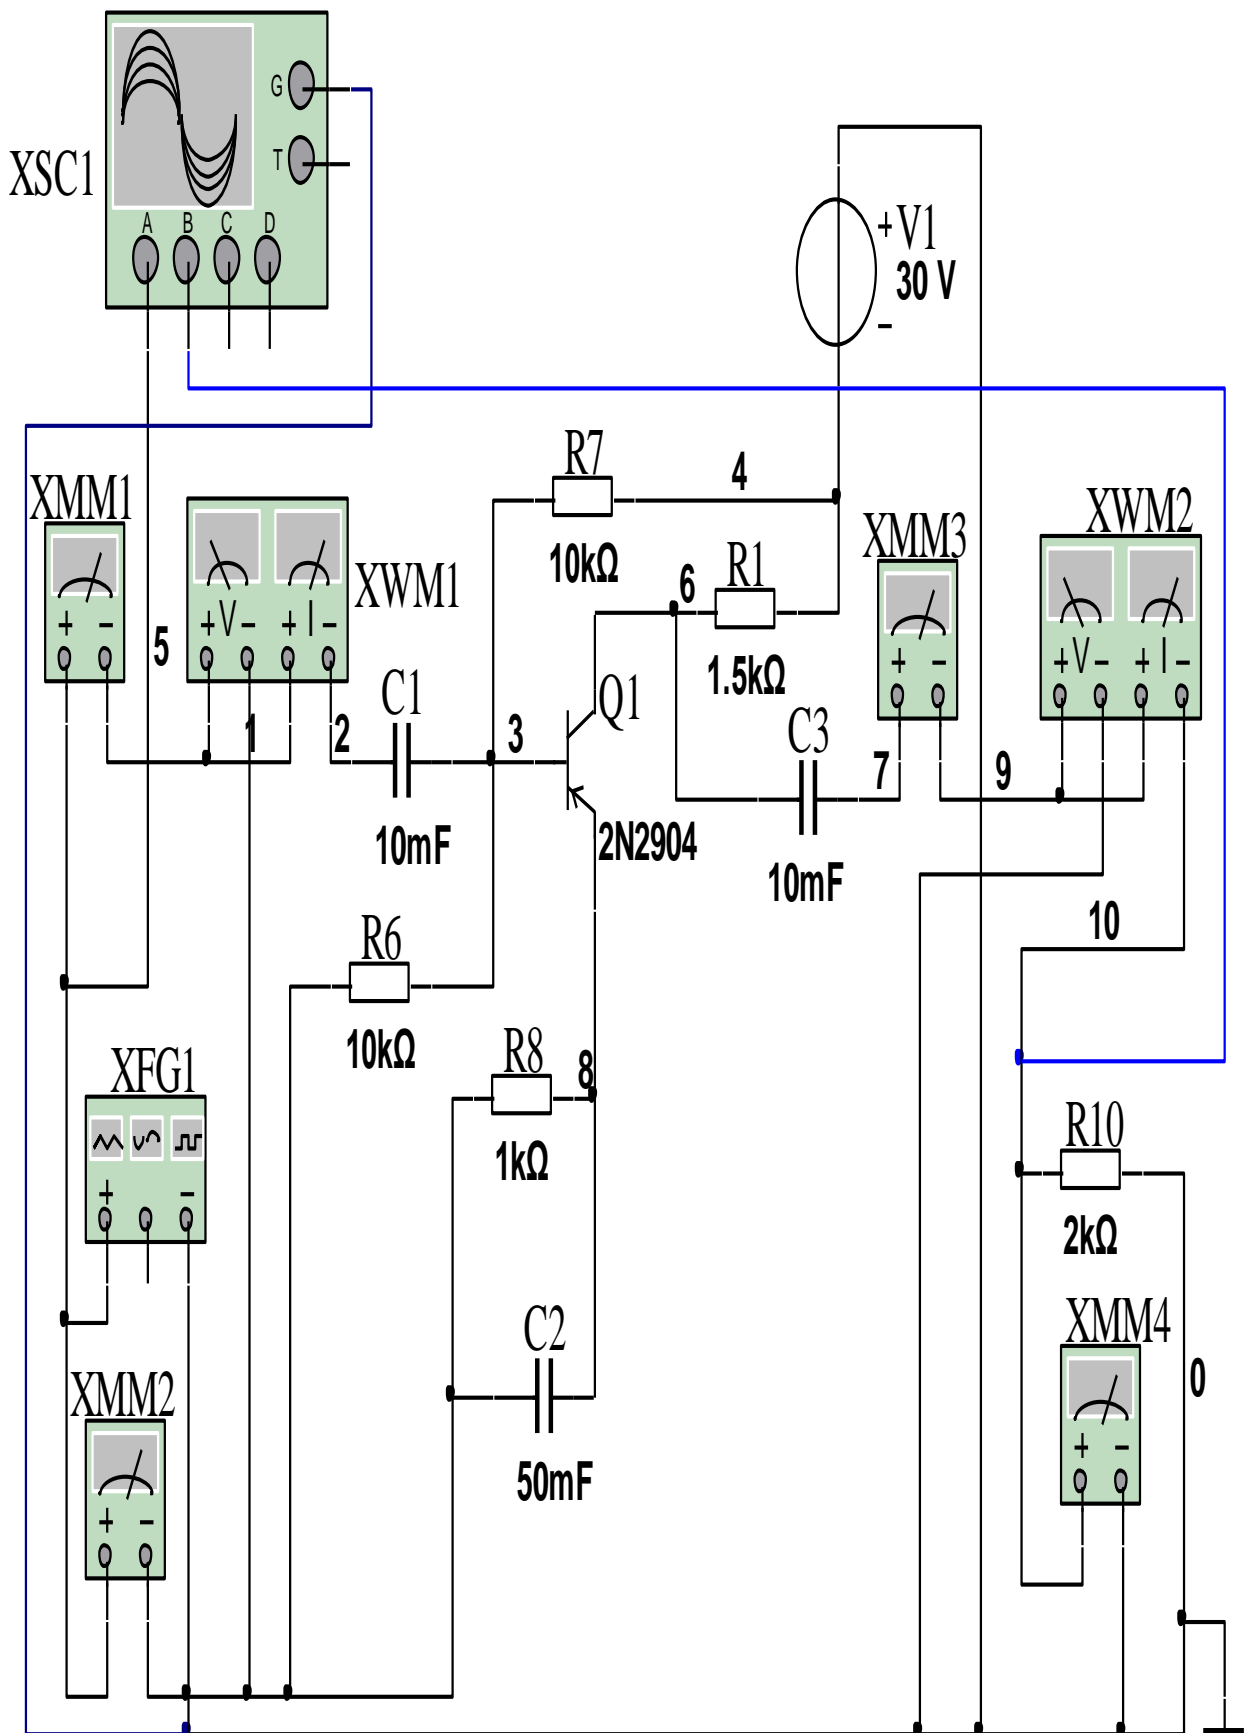 G
XSC1
T
A B C D
+ V1
30 V
–
R7
4
10kΩ
XMM1
+ –
XWM1
+ V – + I –
5
1
2
C1
10mF
3
6
R1
1.5kΩ
Q1
2N2904
XMM3
+ –
XWM2
+ V – + I –
C3
10mF
7
9
10
R6
10kΩ
R8
1kΩ
8
XFG1
+ –
R10
2kΩ
C2
50mF
XMM4
+ –
0
XMM2
+ –